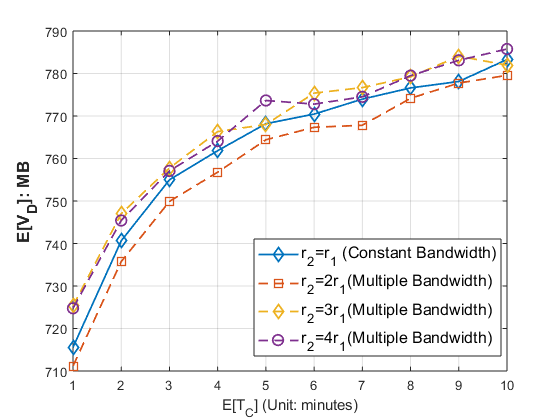 790
780
770
760
750
740
730
720
710
E[V_D]: MB
r_2=r_1 (Constant Bandwidth)
r_2=2r_1(Multiple Bandwidth)
r_2=3r_1(Multiple Bandwidth)
r_2=4r_1(Multiple Bandwidth)
1 2 3 4 5 6 7 8 9 10
E[T_C] (Unit: minutes)